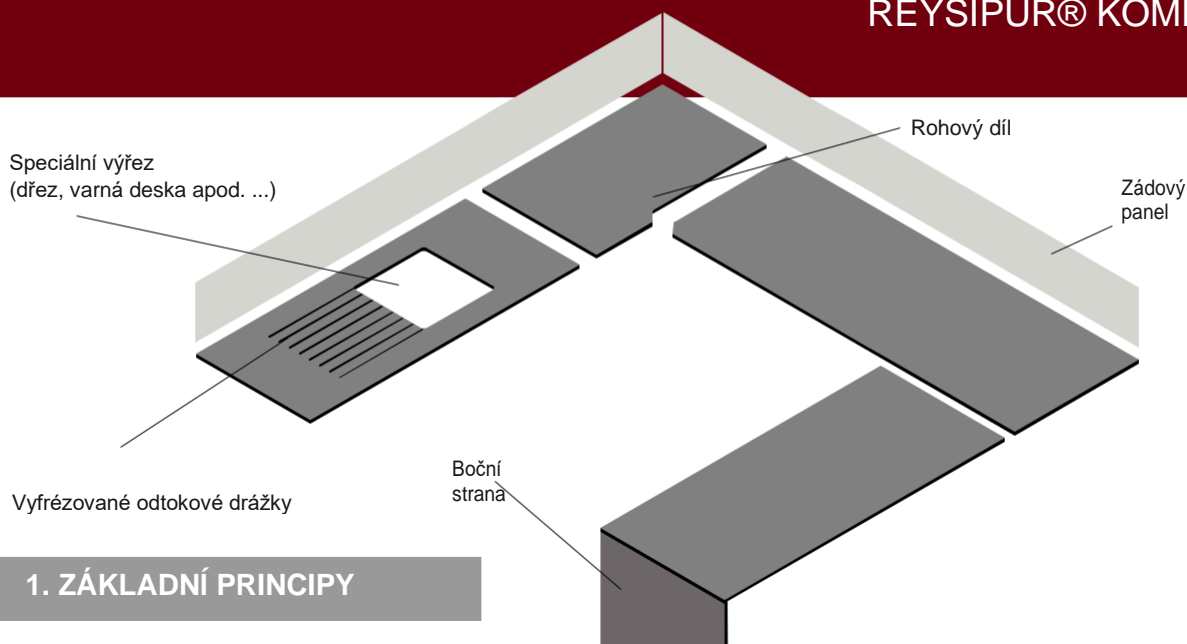 REYSIPUR®
Speciální výřez
(dřez, varná deska apod. ...)
Rohový díl
Zádový
panel
Vyfrézované odtokové drážky
Boční
strana
1. ZÁKLADNÍ PRINCIPY